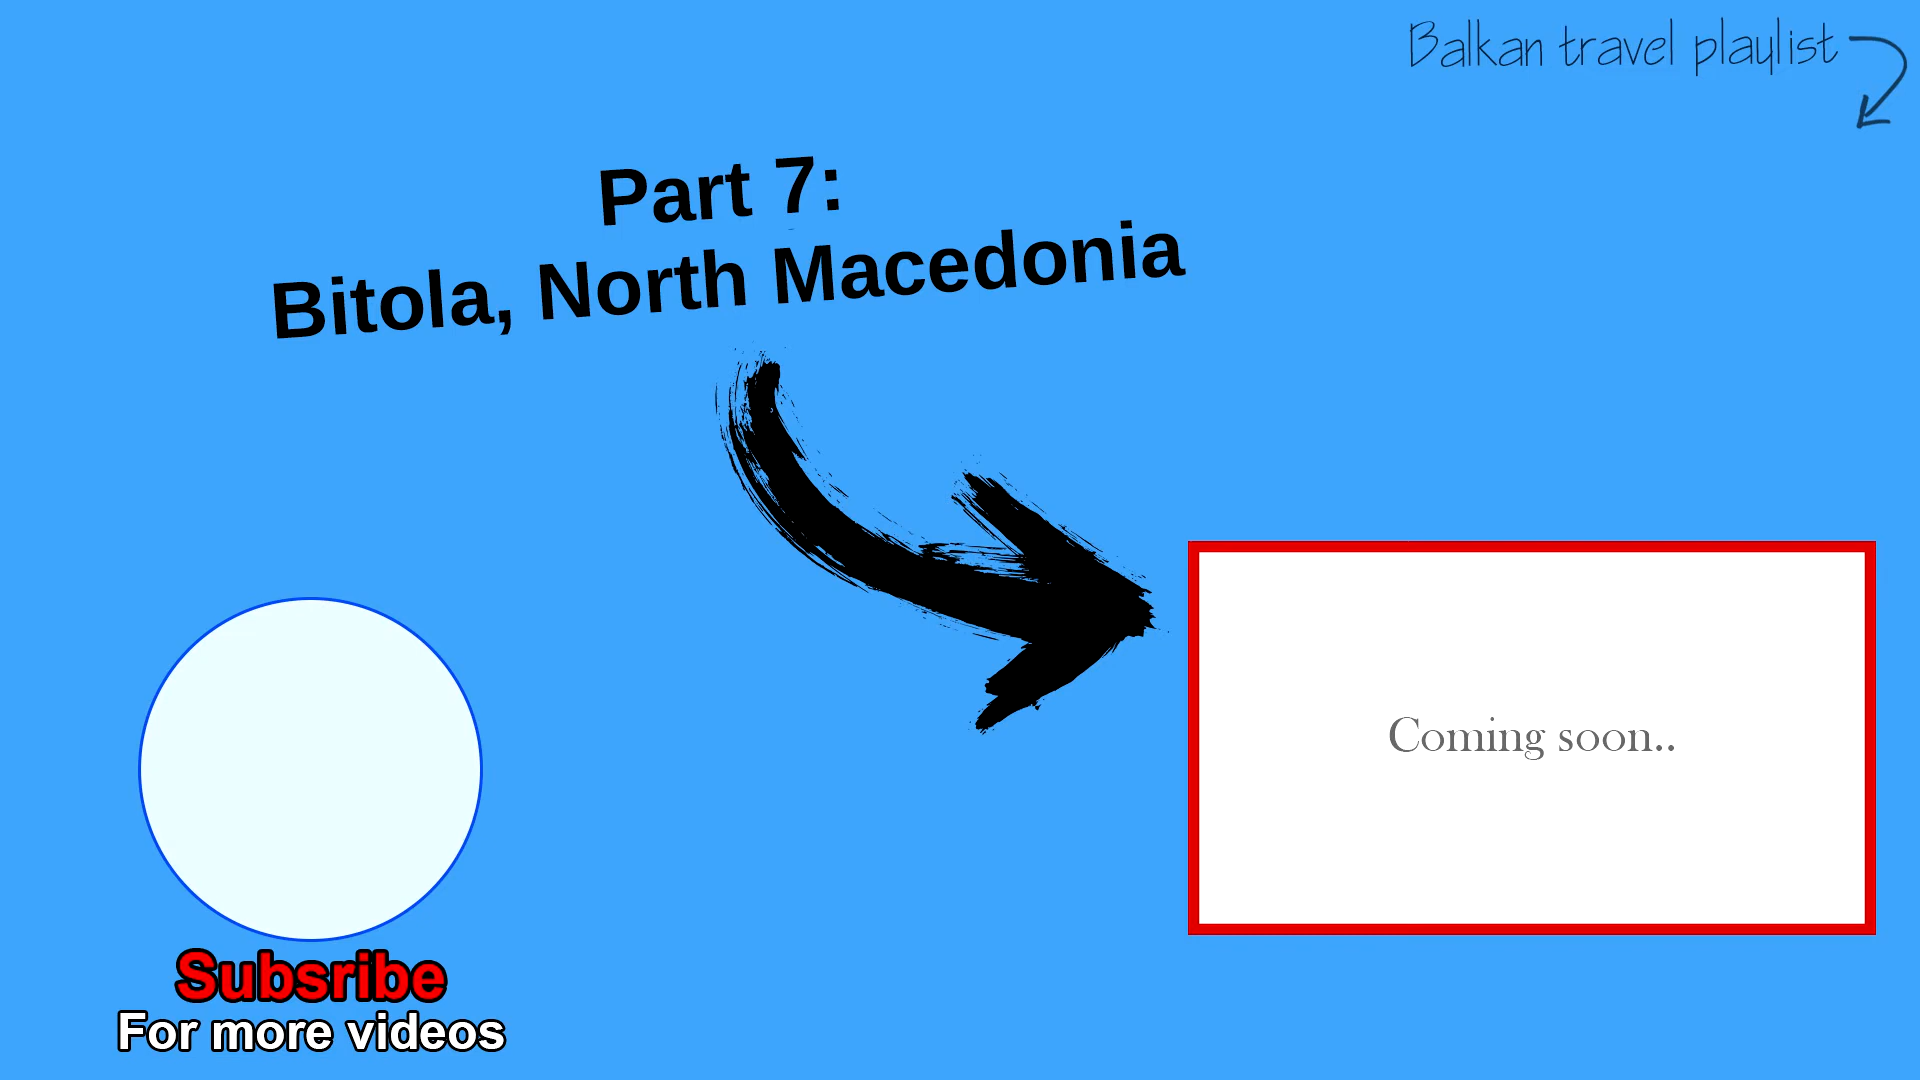 Balkan travel playlist
Part 7:
Bitola, North Macedonia
Coming soon..
Subsribe
For more videos